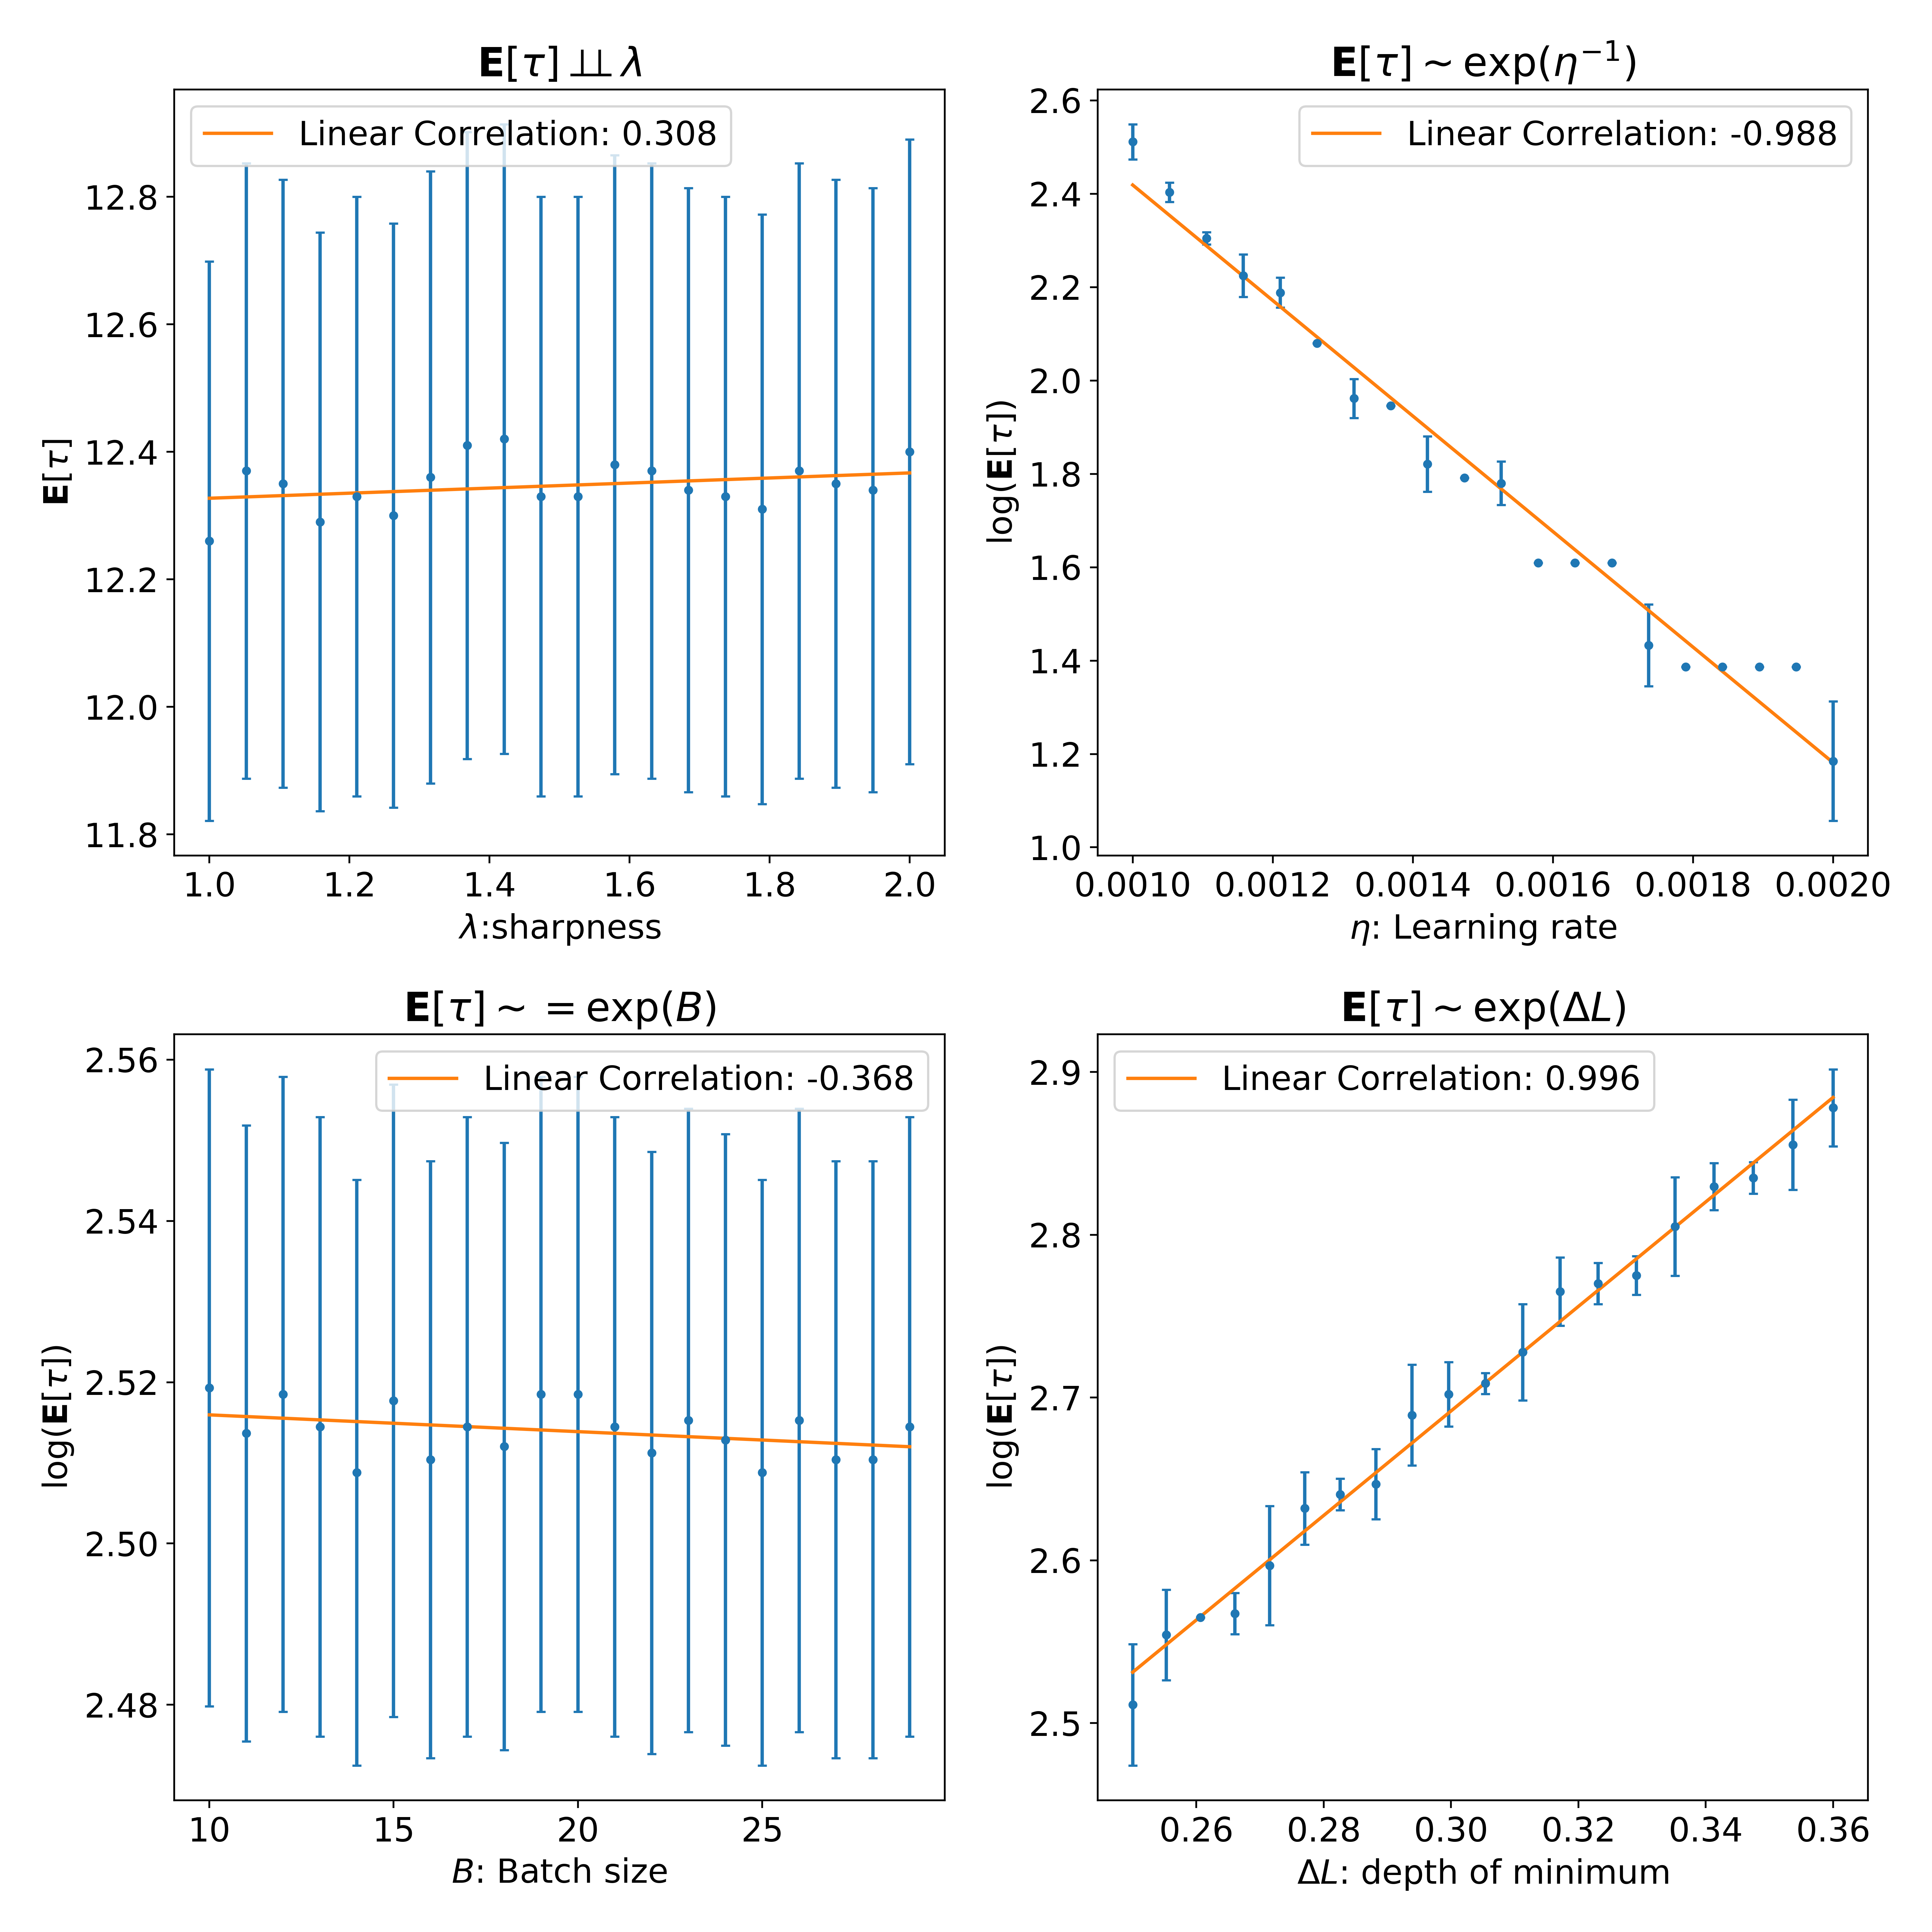 E[τ] ⊥⊥ λ
Linear Correlation: 0.308
E[τ]
12.8
12.6
12.4
12.2
12.0
11.8
1.0 1.2 1.4 1.6 1.8 2.0
λ:sharpness
E[τ] ~ exp(η⁻¹)
Linear Correlation: -0.988
log(E[τ])
2.6
2.4
2.2
2.0
1.8
1.6
1.4
1.2
1.0
0.0010 0.0012 0.0014 0.0016 0.0018 0.0020
η: Learning rate
E[τ] ~ = exp(B)
Linear Correlation: -0.368
log(E[τ])
2.56
2.54
2.52
2.50
2.48
10 15 20 25
B: Batch size
E[τ] ~ exp(ΔL)
Linear Correlation: 0.996
log(E[τ])
2.9
2.8
2.7
2.6
2.5
0.26 0.28 0.30 0.32 0.34 0.36
ΔL: depth of minimum